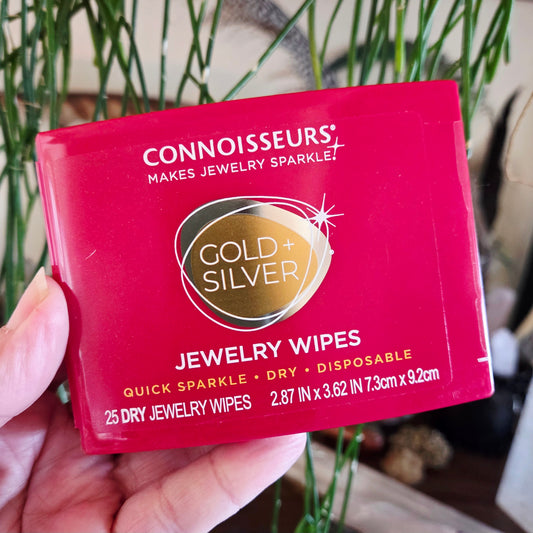 CONNOISSEURS®
MAKES JEWELRY SPARKLE!
GOLD +
SILVER
JEWELRY WIPES
QUICK SPARKLE • DRY • DISPOSABLE
25 DRY JEWELRY WIPES 2.87 IN x 3.62 IN 7.3cm x 9.2cm